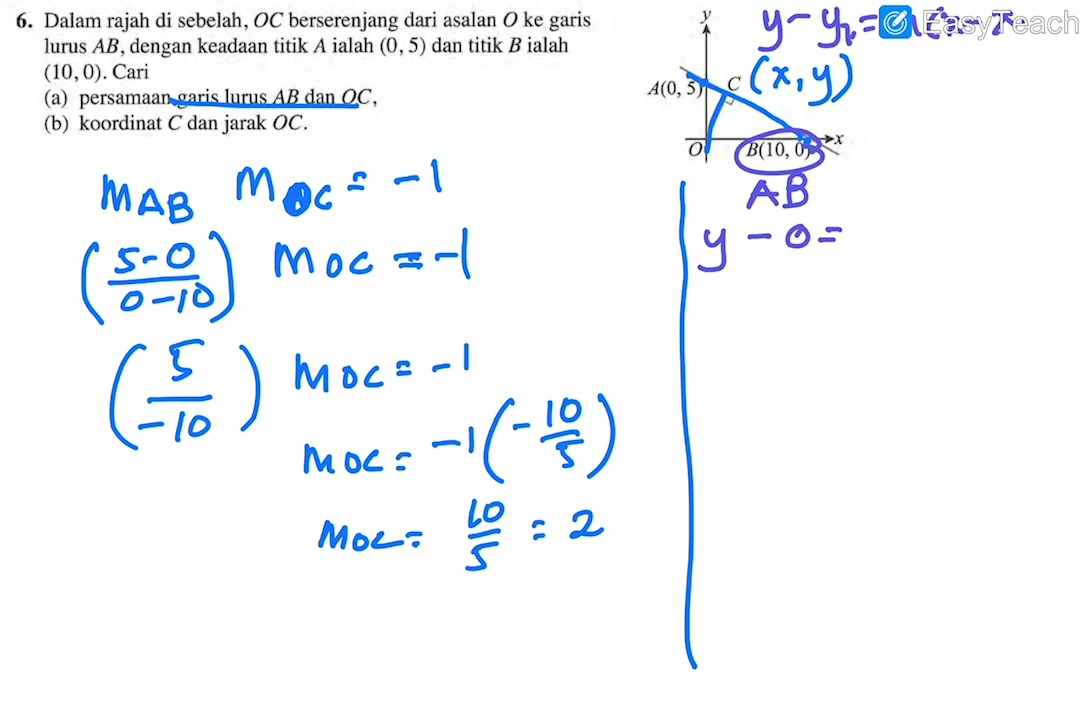 6. Dalam rajah di sebelah, OC berserenjang dari asalan O ke garis
lurus AB, dengan keadaan titik A ialah (0, 5) dan titik B ialah
(10, 0). Cari
(a) persamaan garis lurus AB dan OC,
(b) koordinat C dan jarak OC.
y
A(0, 5)
C
O
B(10, 0)
x
EasyTeach
y - y₁ =
(x, y)
AB
y - 0 =
MAB MOC = -1
(5-0 / 0-10) MOC = -1
(5 / -10) MOC = -1
MOC = -1 (-10/5)
MOC = 10/5 = 2